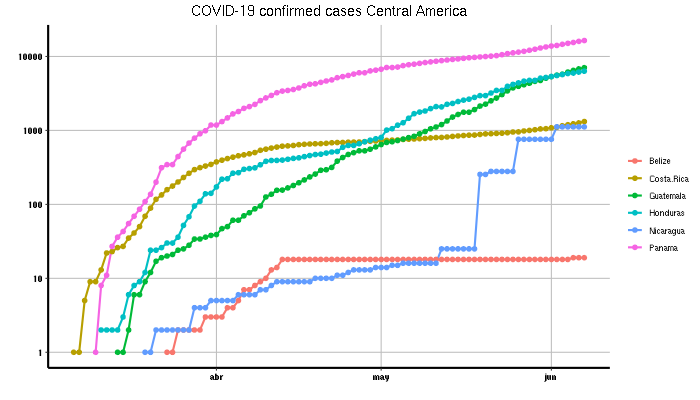 COVID-19 confirmed cases Central America
10000
1000
100
10
1
abr
may
jun
Belize
Costa.Rica
Guatemala
Honduras
Nicaragua
Panama